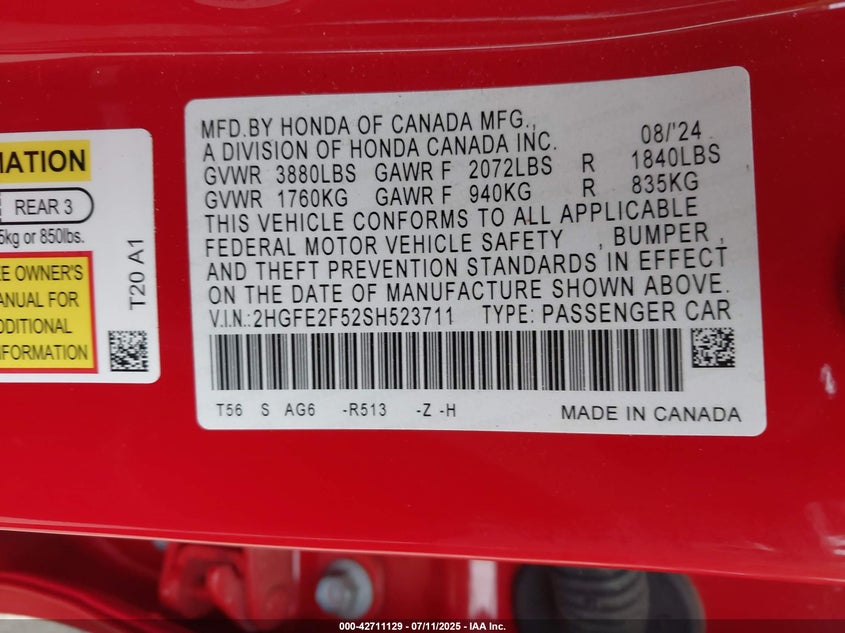 MFD.BY HONDA OF CANADA MFG., 08/'24
A DIVISION OF HONDA CANADA INC.
GVWR 3880LBS GAWR F 2072LBS R 1840LBS
GVWR 1760KG GAWR F 940KG R 835KG
THIS VEHICLE CONFORMS TO ALL APPLICABLE
FEDERAL MOTOR VEHICLE SAFETY , BUMPER ,
AND THEFT PREVENTION STANDARDS IN EFFECT
ON THE DATE OF MANUFACTURE SHOWN ABOVE.
V.I.N.:2HGFE2F52SH523711 TYPE: PASSENGER CAR
T56 S AG6 -R513 -Z -H MADE IN CANADA
MATION
REAR 3
5kg or 850lbs.
OWNER'S
FOR
T20 A1
000-42711129 - 07/11/2025 - IAA Inc.